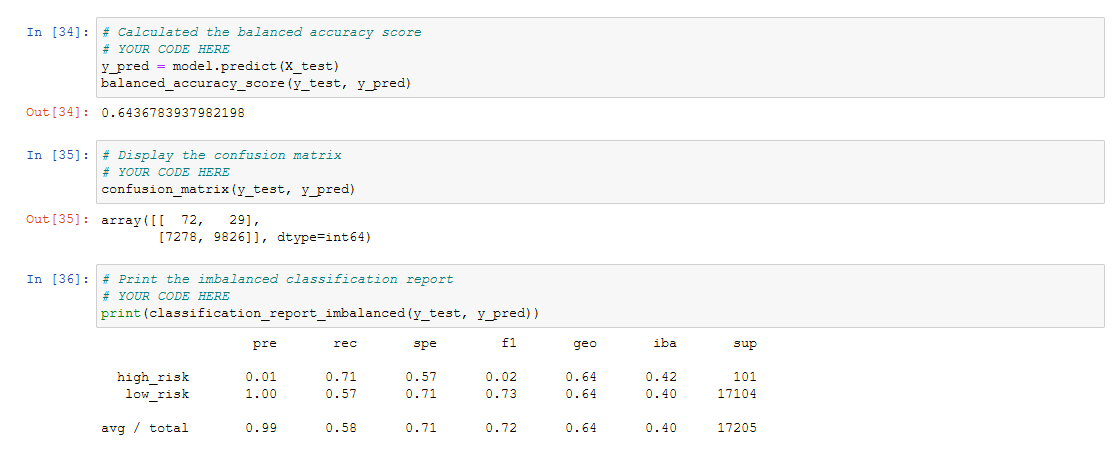 In [34]: # Calculated the balanced accuracy score
# YOUR CODE HERE
y_pred = model.predict(X_test)
balanced_accuracy_score(y_test, y_pred)
Out[34]: 0.6436783937982198
In [35]: # Display the confusion matrix
# YOUR CODE HERE
confusion_matrix(y_test, y_pred)
Out[35]: array([[  72,   29],
       [7278, 9826]], dtype=int64)
In [36]: # Print the imbalanced classification report
# YOUR CODE HERE
print(classification_report_imbalanced(y_test, y_pred))
pre rec spe f1 geo iba sup
high_risk 0.01 0.71 0.57 0.02 0.64 0.42 101
low_risk 1.00 0.57 0.71 0.73 0.64 0.40 17104
avg / total 0.99 0.58 0.71 0.72 0.64 0.40 17205